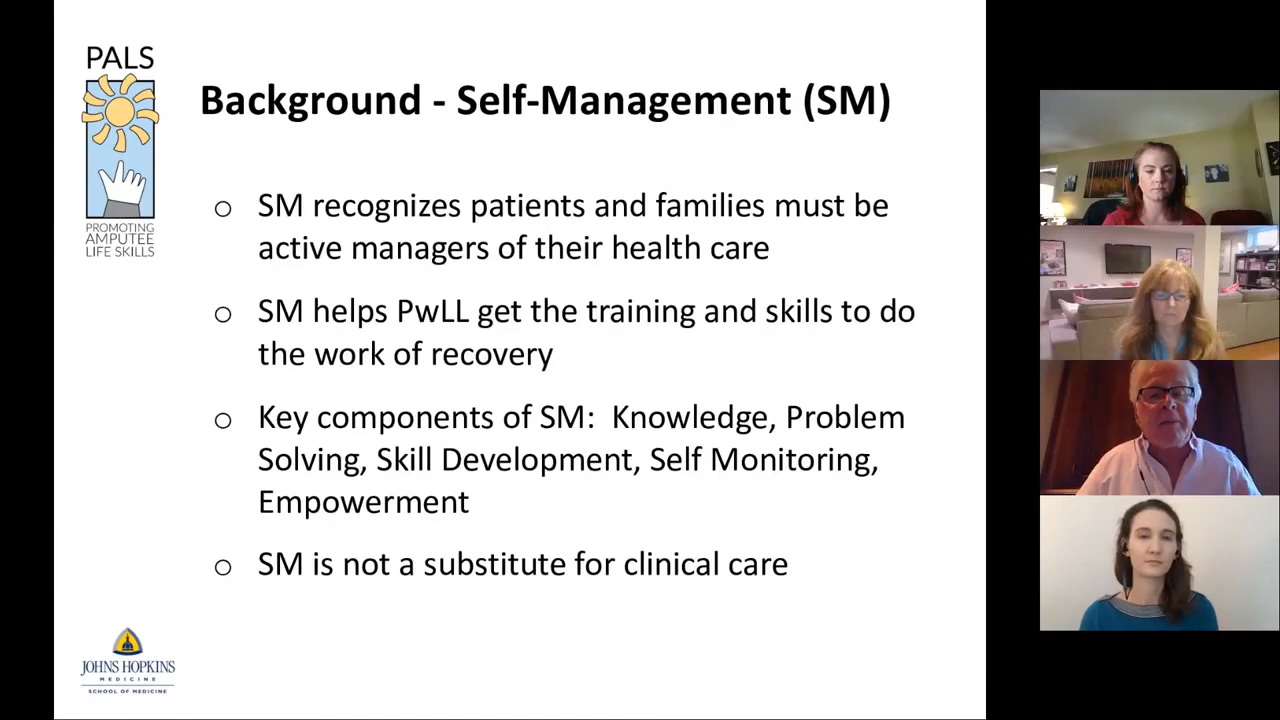 PALS
PROMOTING
AMPUTEE
LIFE SKILLS
Background - Self-Management (SM)
o SM recognizes patients and families must be
active managers of their health care
o SM helps PwLL get the training and skills to do
the work of recovery
o Key components of SM: Knowledge, Problem
Solving, Skill Development, Self Monitoring,
Empowerment
o SM is not a substitute for clinical care
JOHNS HOPKINS
MEDICINE
SCHOOL OF MEDICINE